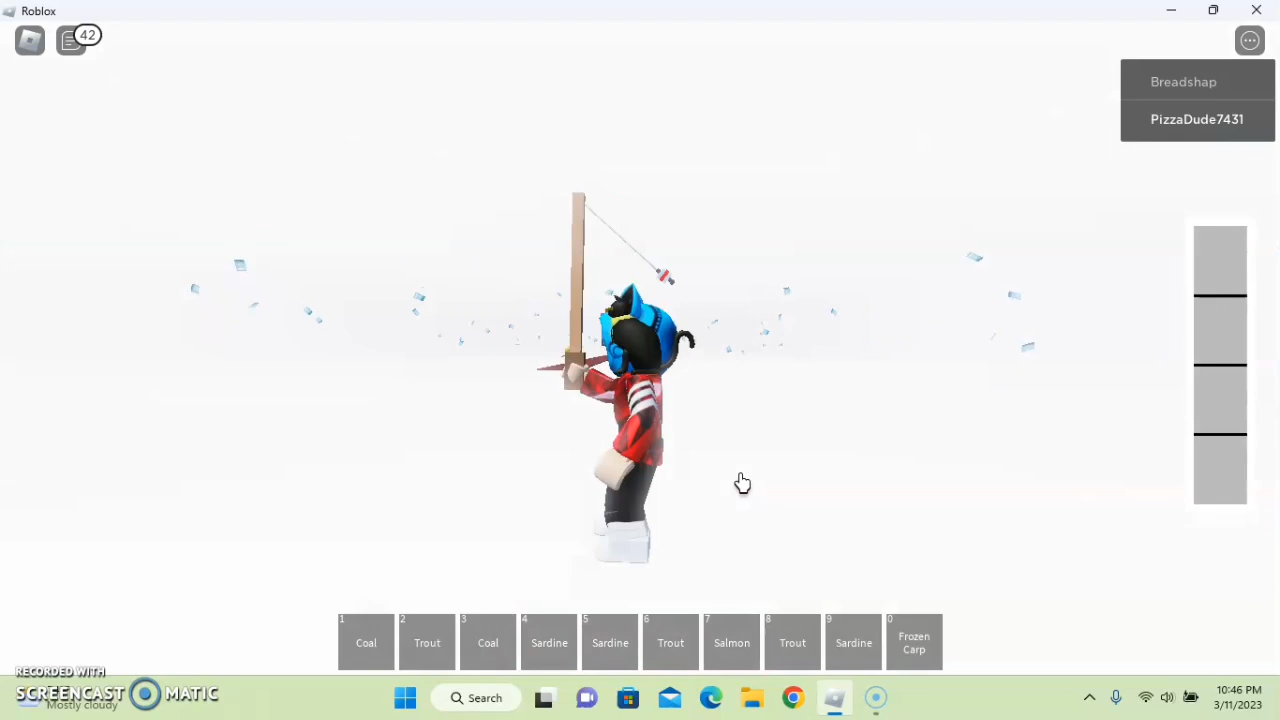 Roblox
42
Breadshap
PizzaDude7431
1 Coal
2 Trout
3 Coal
4 Sardine
5 Sardine
6 Trout
7 Salmon
8 Trout
9 Sardine
0 Frozen
Carp
RECORDED WITH
SCREENCAST MATIC
Mostly cloudy
Search
10:46 PM
3/11/2023